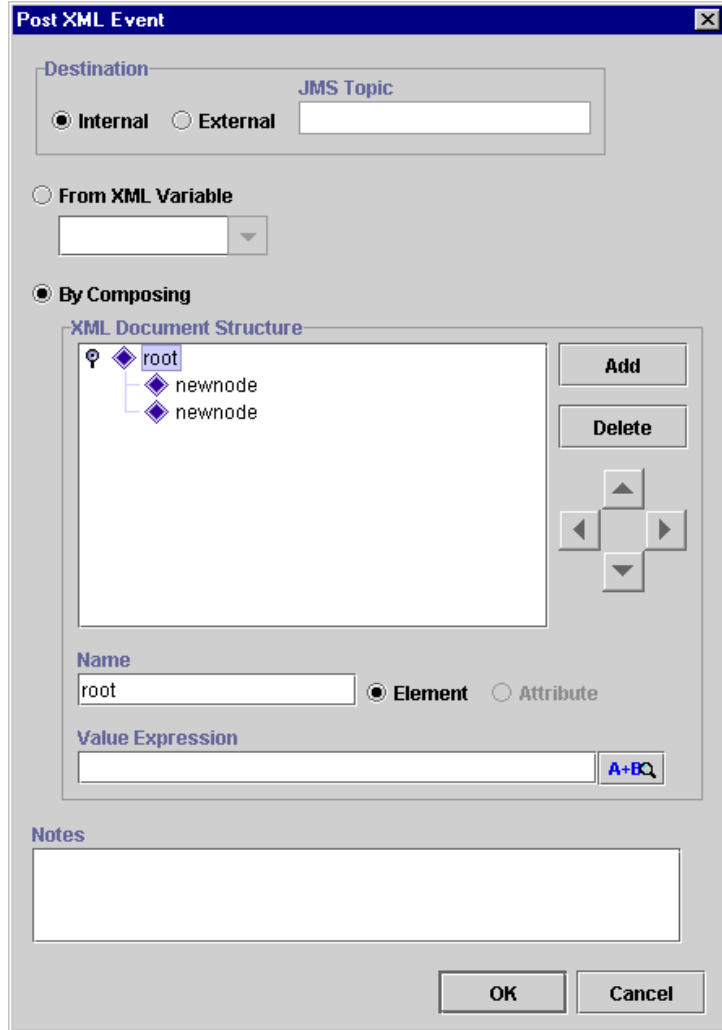 Post XML Event
Destination
JMS Topic
Internal External
From XML Variable
By Composing
XML Document Structure
root
newnode
newnode
Add
Delete
Name
root
Element Attribute
Value Expression
A+B
Notes
OK Cancel